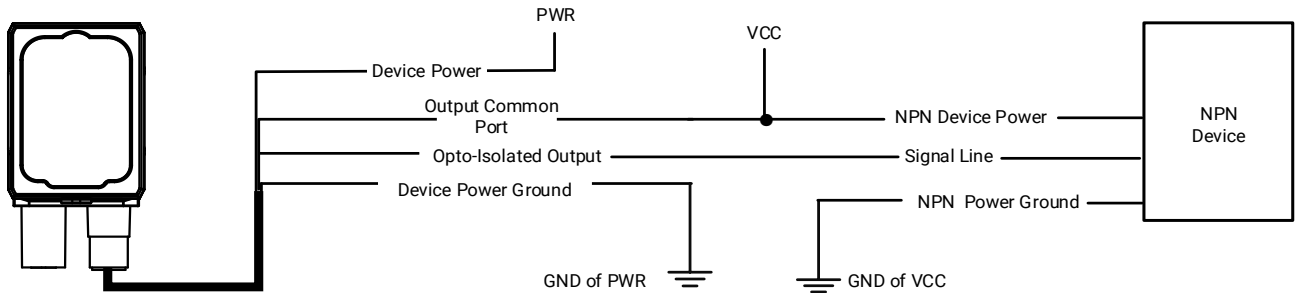 PWR
VCC
Device Power
Output Common
Port
NPN Device Power
NPN
Device
Opto-Isolated Output
Signal Line
Device Power Ground
NPN Power Ground
GND of PWR
GND of VCC